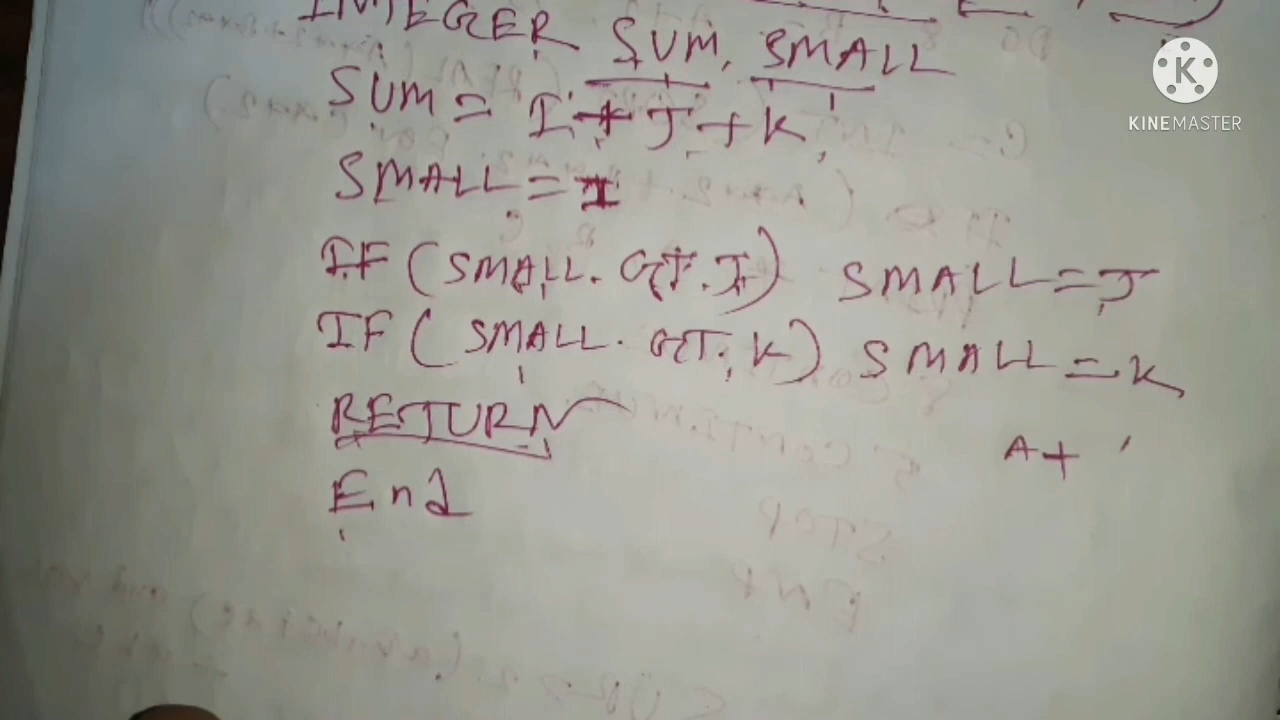 INTEGER SUM, SMALL
SUM = I + J + K
SMALL = I
IF (SMALL. GT. J) SMALL = J
IF (SMALL. GT. K) SMALL = K
RETURN
End
A+
K
KINEMASTER